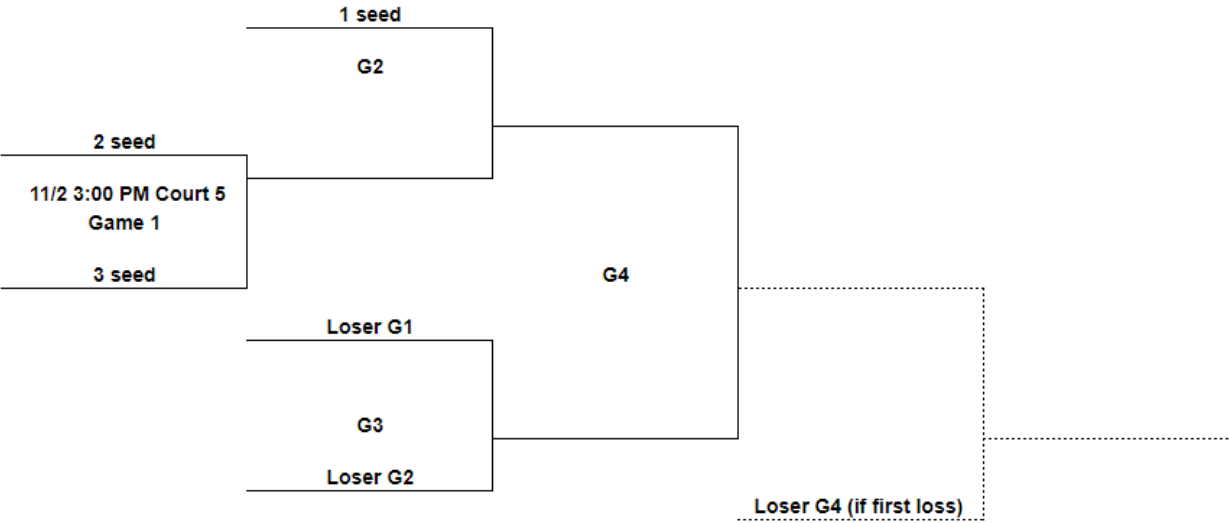 1 seed
G2
2 seed
11/2 3:00 PM Court 5
Game 1
3 seed
G4
Loser G1
G3
Loser G2
Loser G4 (if first loss)